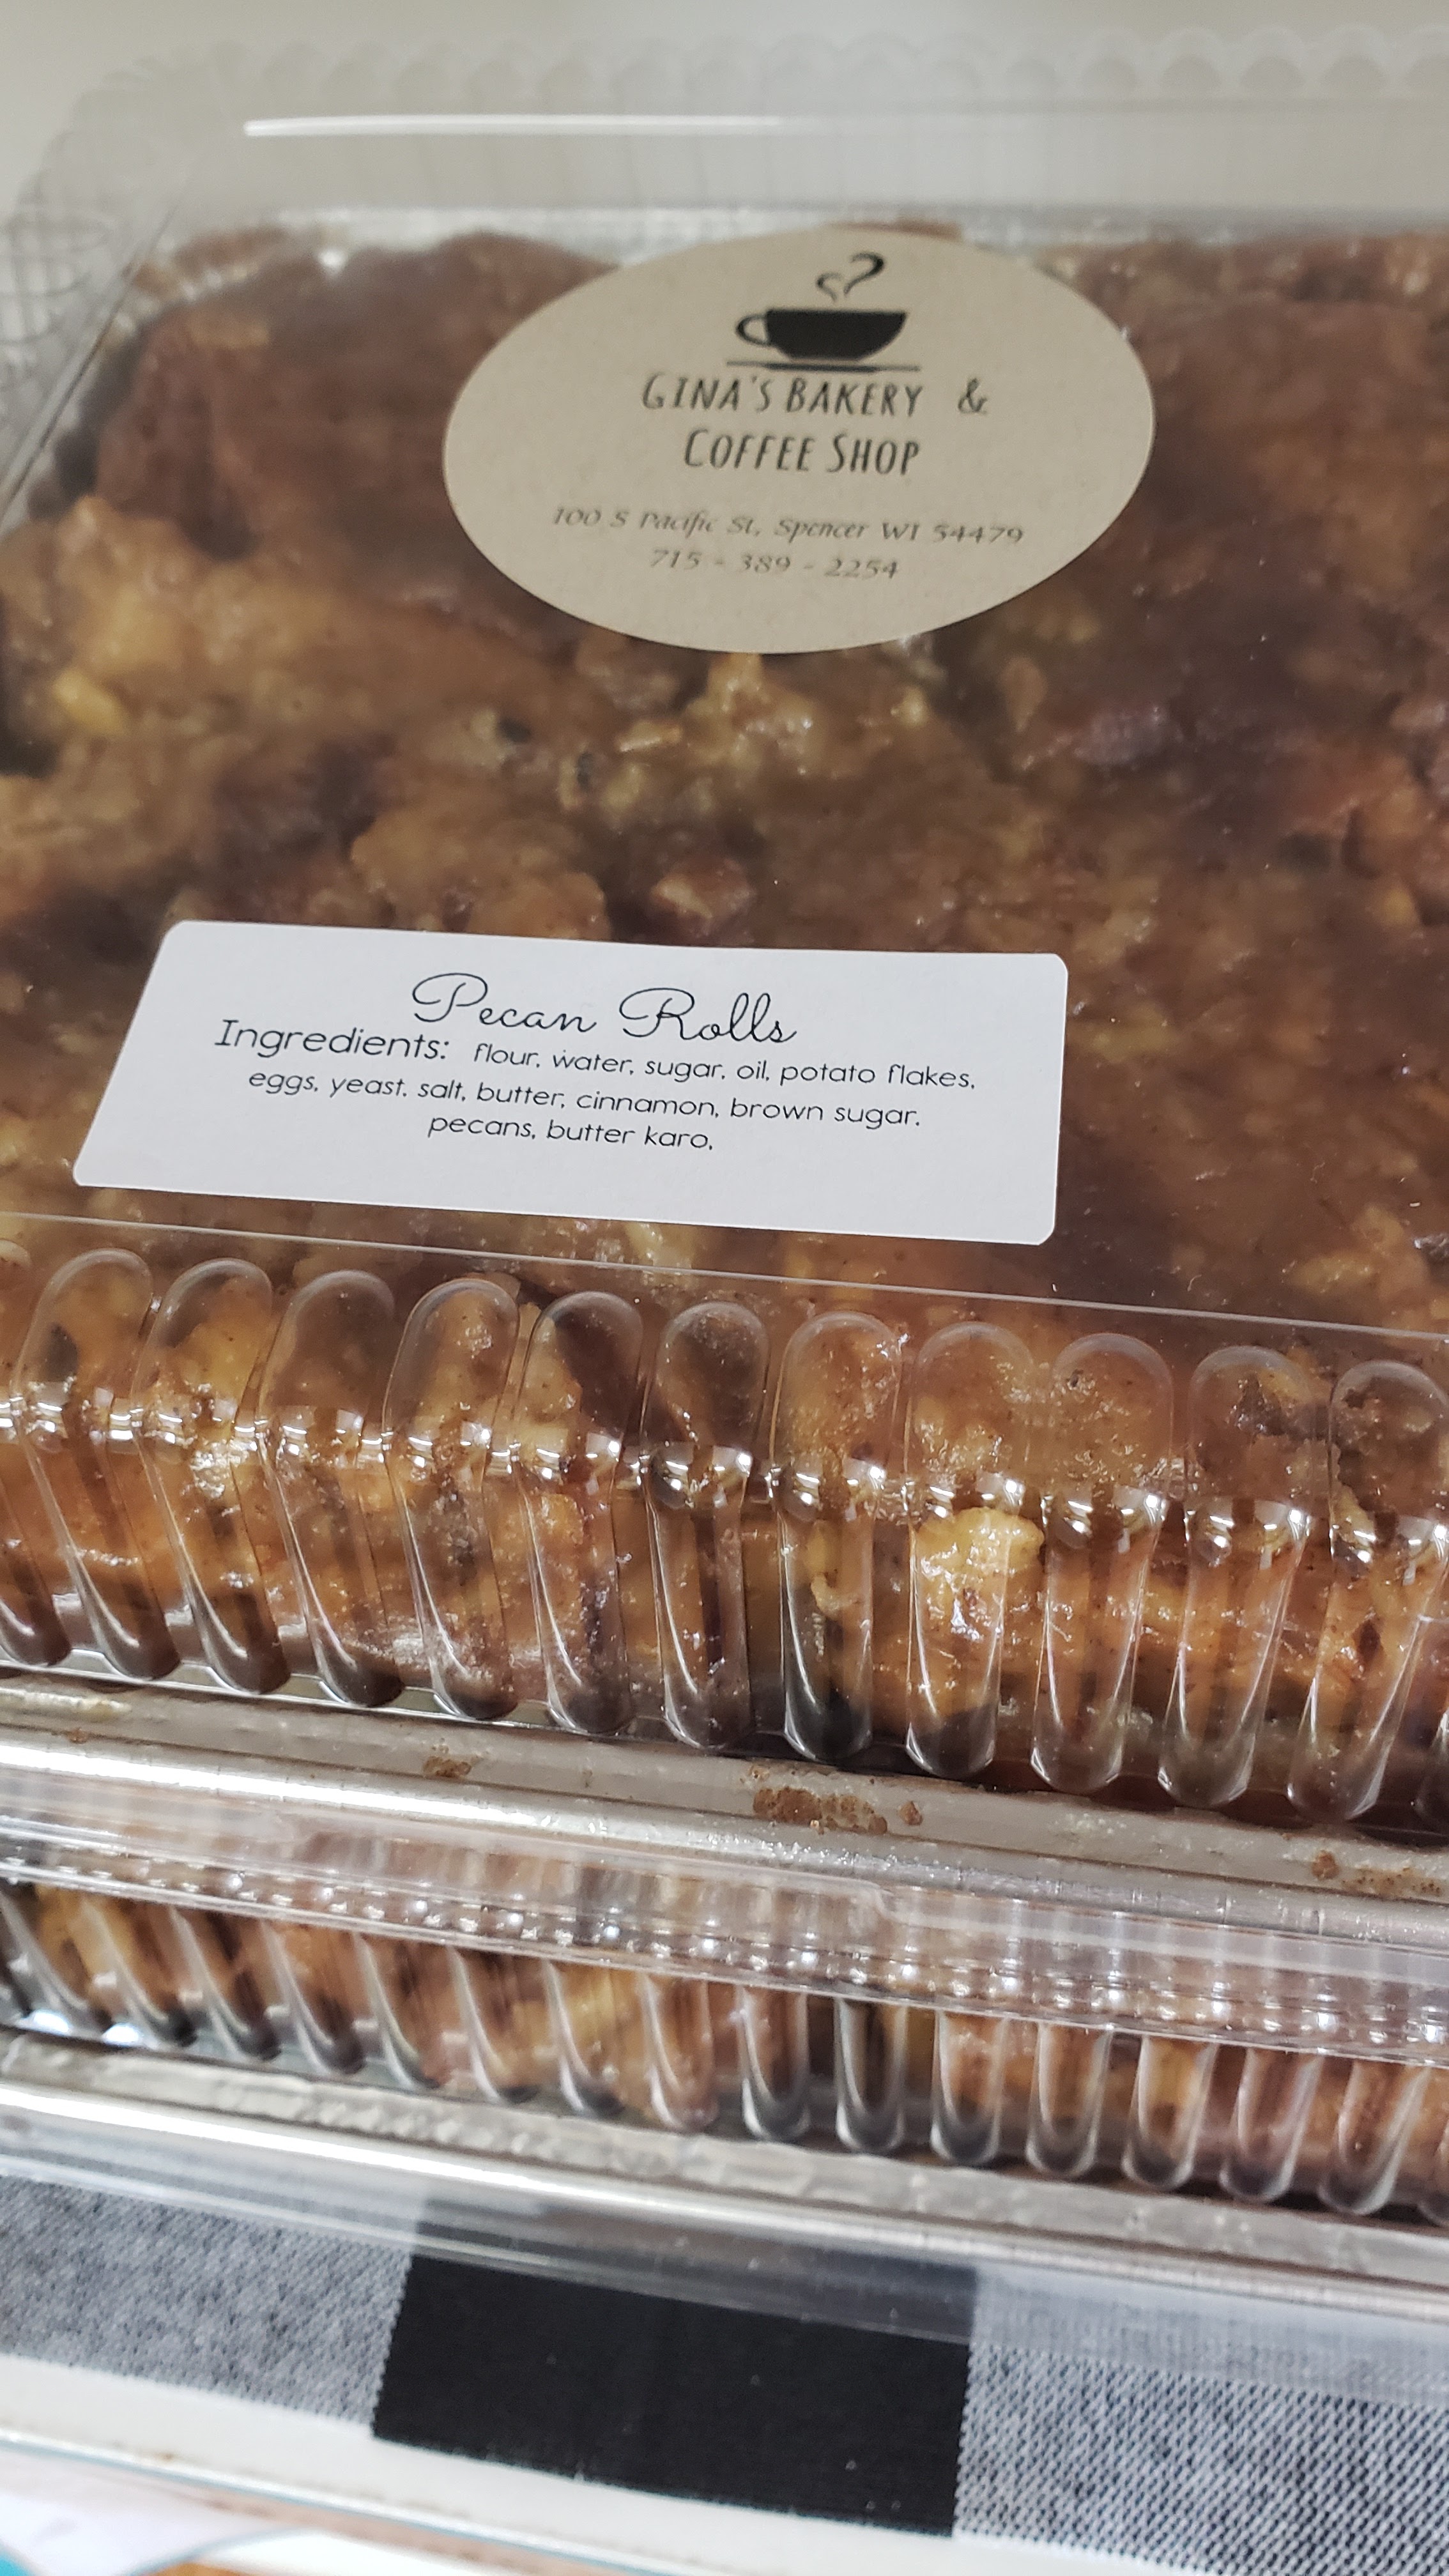 GINA'S BAKERY &
COFFEE SHOP
100 S Pacific St, Spencer WI 54479
715 - 389 - 2254
Pecan Rolls
Ingredients: flour, water, sugar, oil, potato flakes,
eggs, yeast, salt, butter, cinnamon, brown sugar,
pecans, butter karo,